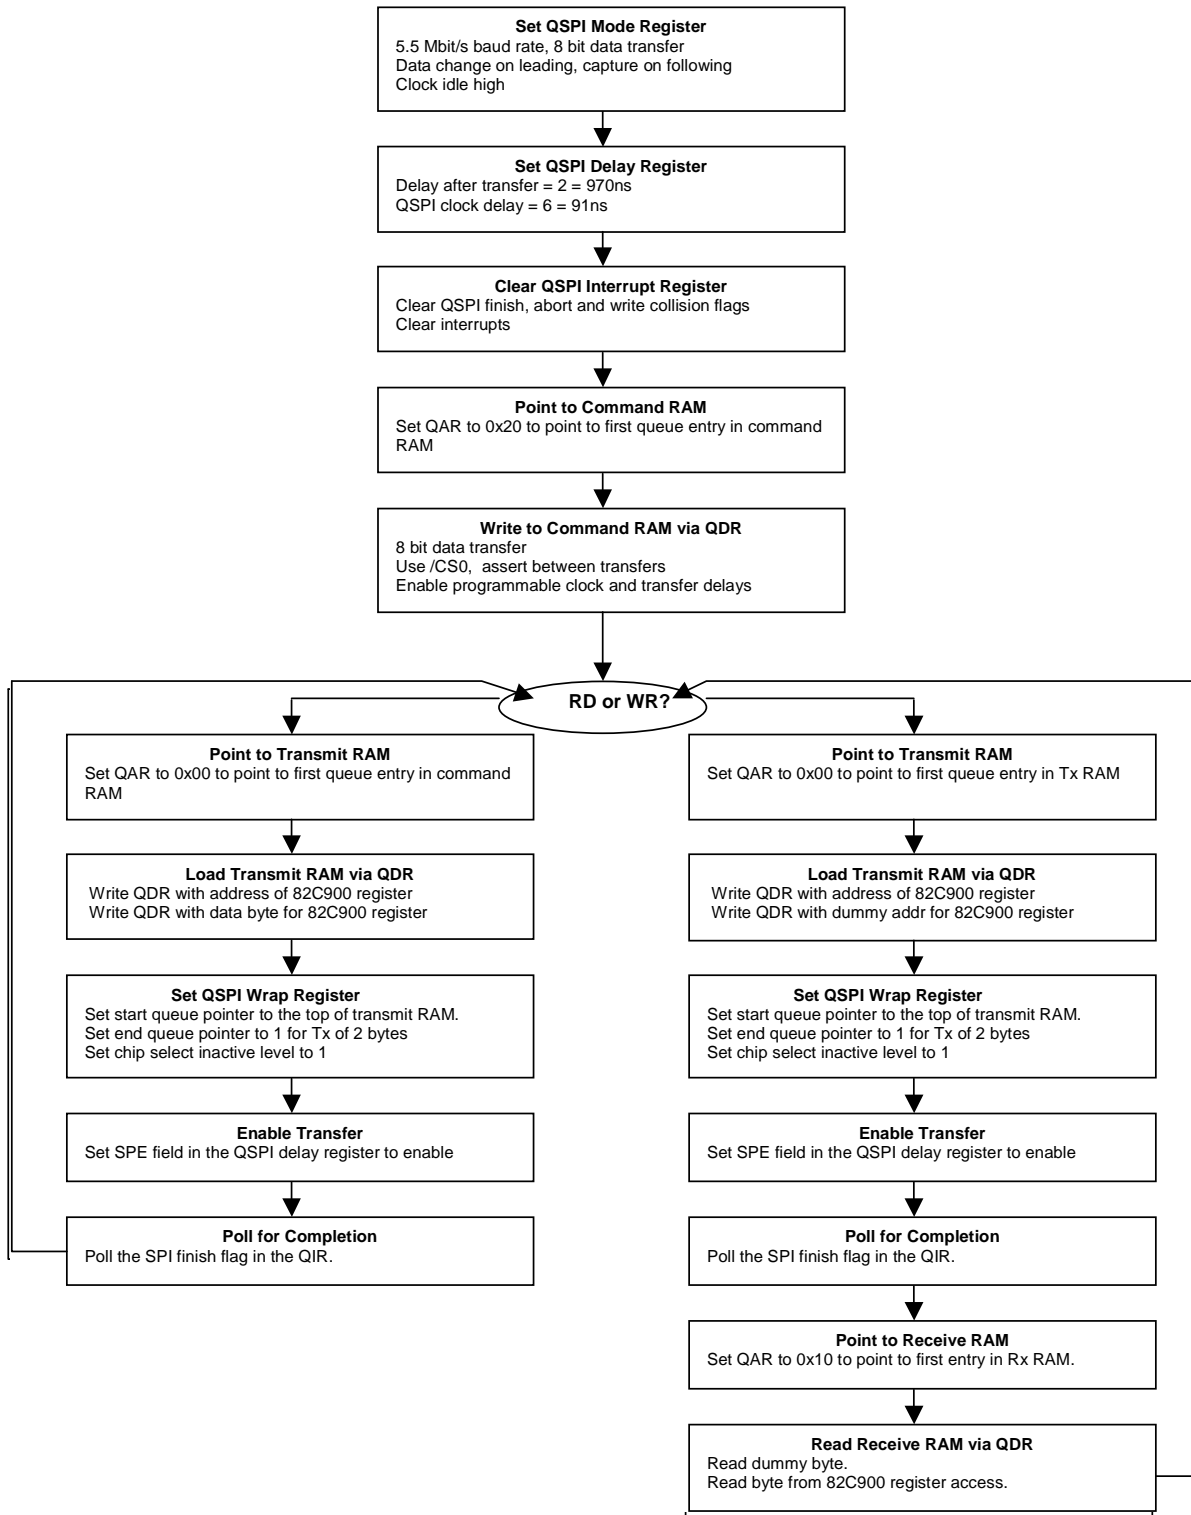 Set QSPI Mode Register
5.5 Mbit/s baud rate, 8 bit data transfer
Data change on leading, capture on following
Clock idle high
Set QSPI Delay Register
Delay after transfer = 2 = 970ns
QSPI clock delay = 6 = 91ns
Clear QSPI Interrupt Register
Clear QSPI finish, abort and write collision flags
Clear interrupts
Point to Command RAM
Set QAR to 0x20 to point to first queue entry in command
RAM
Write to Command RAM via QDR
8 bit data transfer
Use /CS0, assert between transfers
Enable programmable clock and transfer delays
RD or WR?
Point to Transmit RAM
Set QAR to 0x00 to point to first queue entry in command
RAM
Load Transmit RAM via QDR
Write QDR with address of 82C900 register
Write QDR with data byte for 82C900 register
Set QSPI Wrap Register
Set start queue pointer to the top of transmit RAM.
Set end queue pointer to 1 for Tx of 2 bytes
Set chip select inactive level to 1
Enable Transfer
Set SPE field in the QSPI delay register to enable
Poll for Completion
Poll the SPI finish flag in the QIR.
Point to Transmit RAM
Set QAR to 0x00 to point to first queue entry in Tx RAM
Load Transmit RAM via QDR
Write QDR with address of 82C900 register
Write QDR with dummy addr for 82C900 register
Set QSPI Wrap Register
Set start queue pointer to the top of transmit RAM.
Set end queue pointer to 1 for Tx of 2 bytes
Set chip select inactive level to 1
Enable Transfer
Set SPE field in the QSPI delay register to enable
Poll for Completion
Poll the SPI finish flag in the QIR.
Point to Receive RAM
Set QAR to 0x10 to point to first entry in Rx RAM.
Read Receive RAM via QDR
Read dummy byte.
Read byte from 82C900 register access.